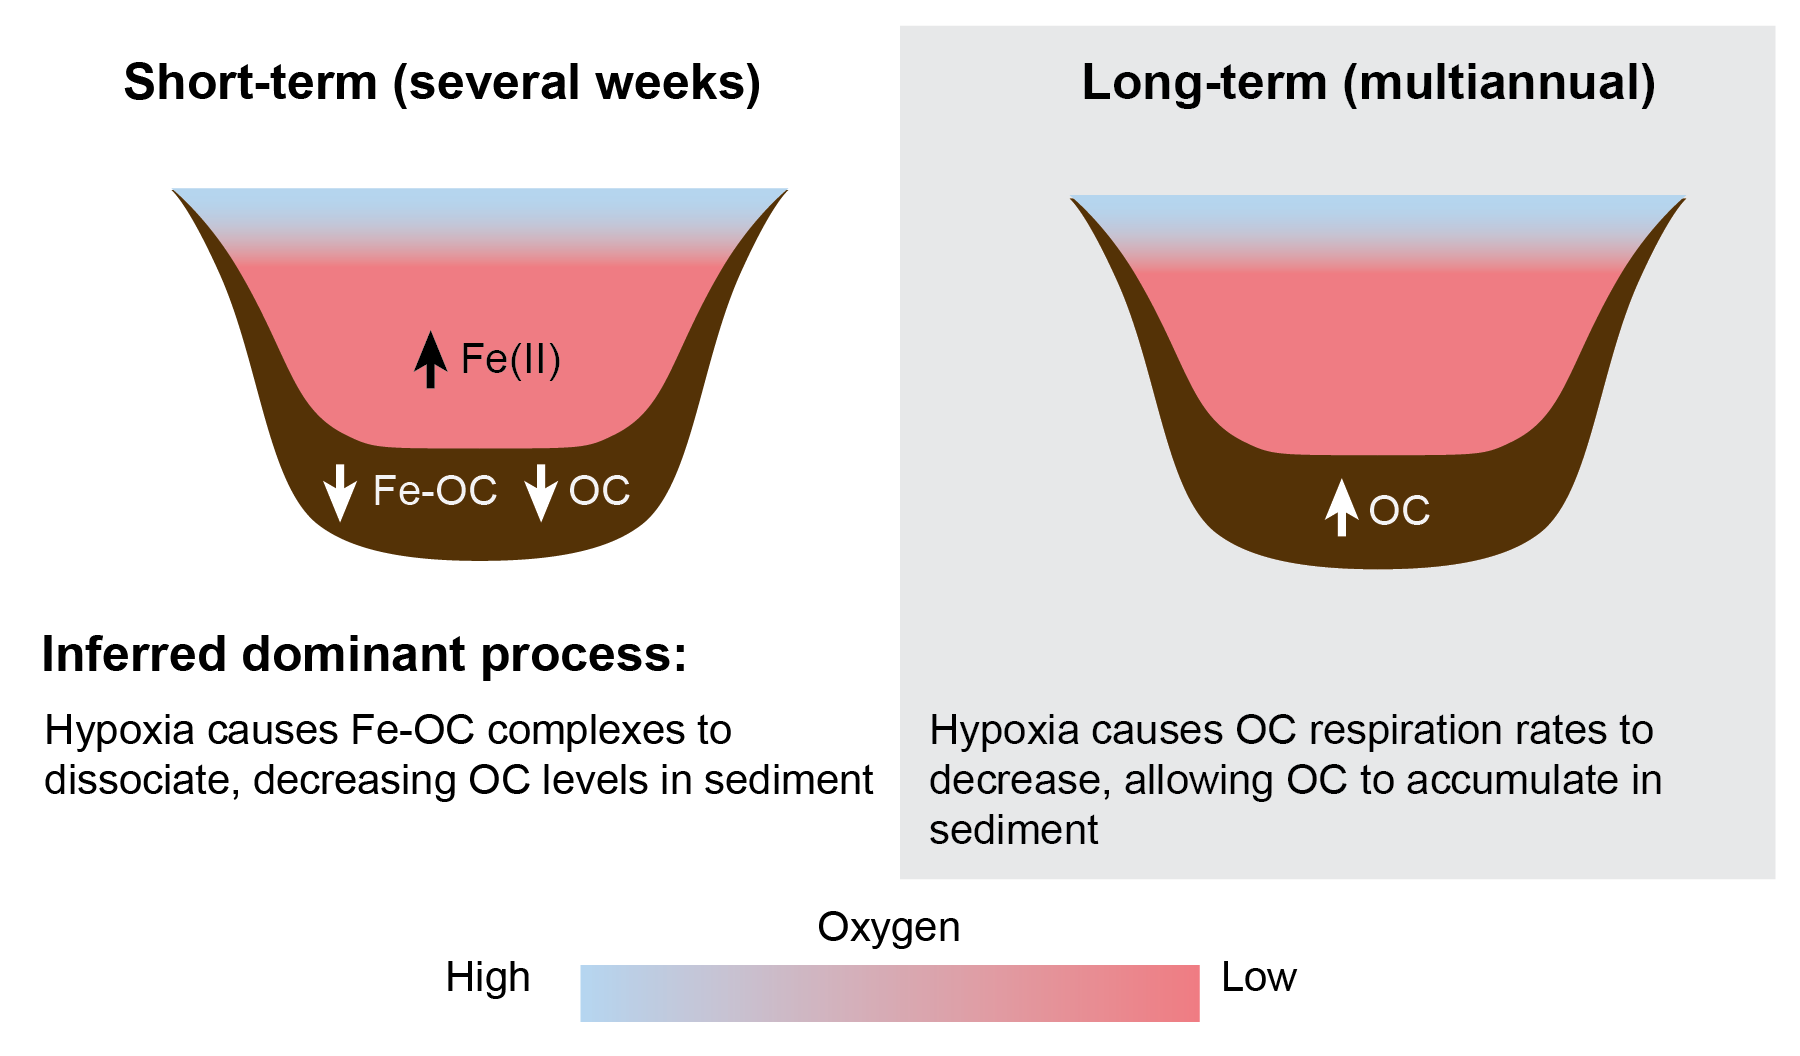 Short-term (several weeks)
Long-term (multiannual)
Fe(II)
Fe-OC
OC
OC
Inferred dominant process:
Hypoxia causes Fe-OC complexes to
dissociate, decreasing OC levels in sediment
Hypoxia causes OC respiration rates to
decrease, allowing OC to accumulate in
sediment
Oxygen
High
Low